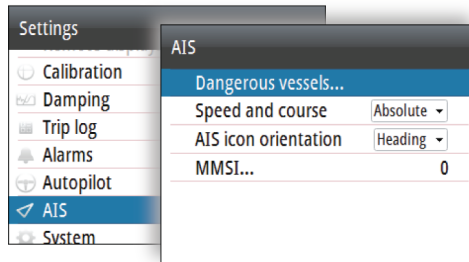 Settings
Calibration
Damping
Trip log
Alarms
Autopilot
AIS
System
AIS
Dangerous vessels...
Speed and course Absolute
AIS icon orientation Heading
MMSI... 0